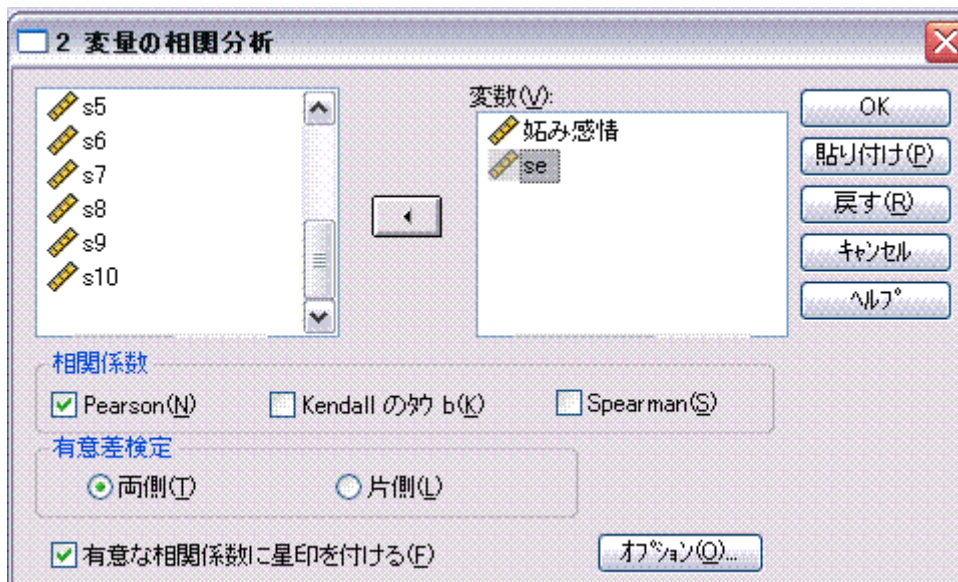 2 変量の相関分析
s5
s6
s7
s8
s9
s10
変数(V):
妬み感情
se
OK
貼り付け(P)
戻す(R)
キャンセル
ヘルプ
相関係数
Pearson(N)
Kendall のタウ b(K)
Spearman(S)
有意差検定
両側(T)
片側(L)
有意な相関係数に星印を付ける(F)
オプション(O)...